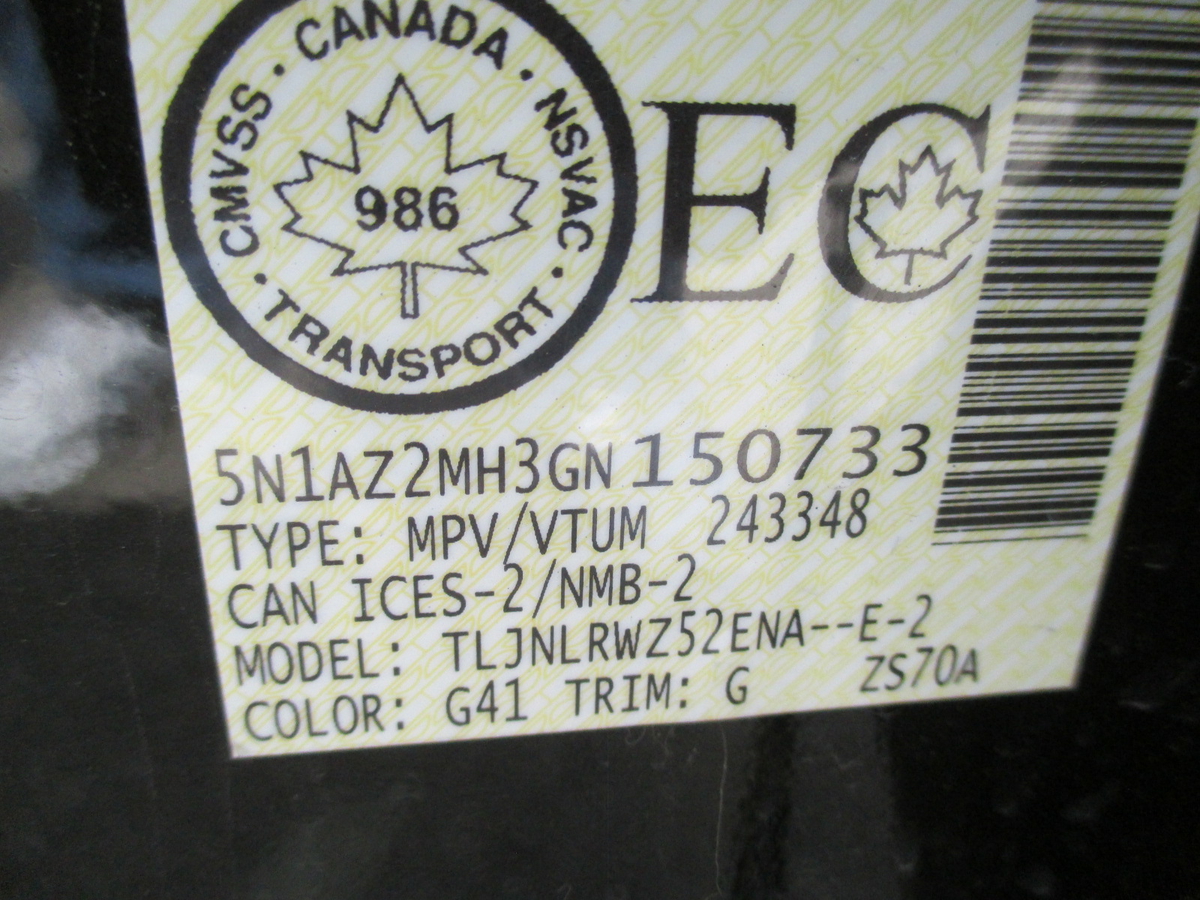 CMVSS · CANADA · NSVAC · TRANSPORT ·
986
EC
5N1AZ2MH3GN150733
TYPE: MPV/VTUM 243348
CAN ICES-2/NMB-2
MODEL: TLJNLRWZ52ENA--E-2
COLOR: G41 TRIM: G ZS70A